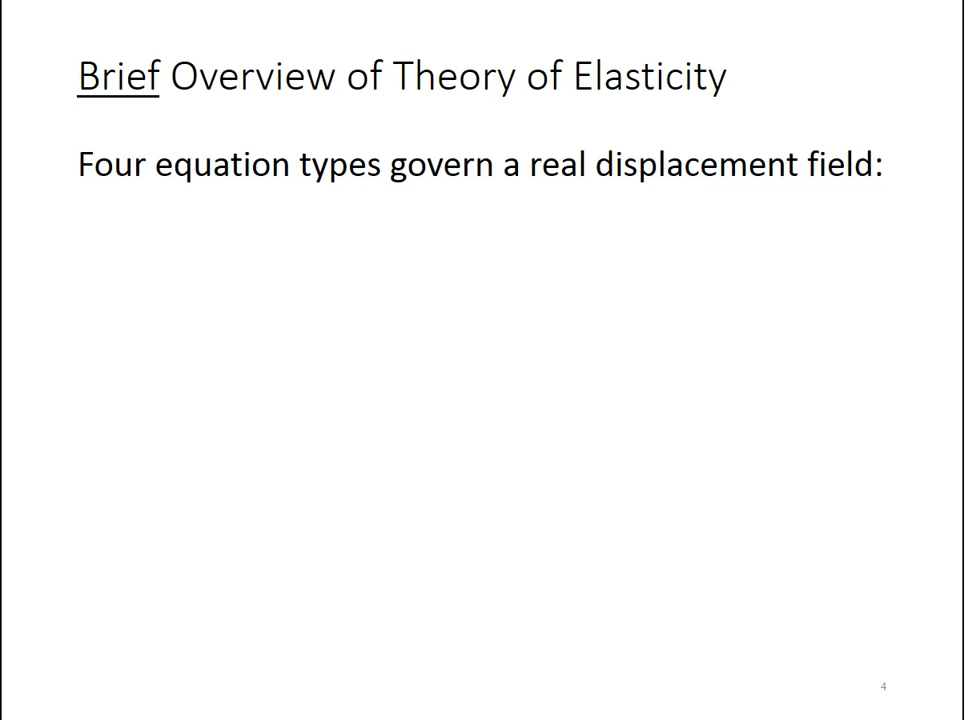 Brief Overview of Theory of Elasticity
Four equation types govern a real displacement field:
4